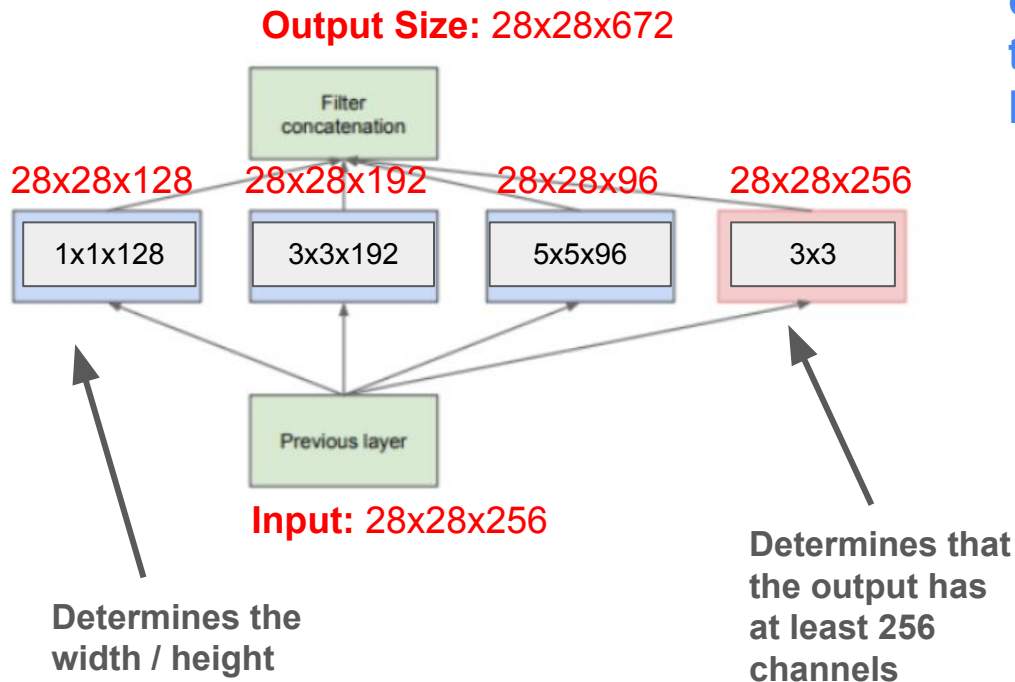 Output Size: 28x28x672
Filter
concatenation
28x28x128 28x28x192 28x28x96 28x28x256
1x1x128 3x3x192 5x5x96 3x3
Previous layer
Input: 28x28x256
Determines the
width / height
Determines that
the output has
at least 256
channels